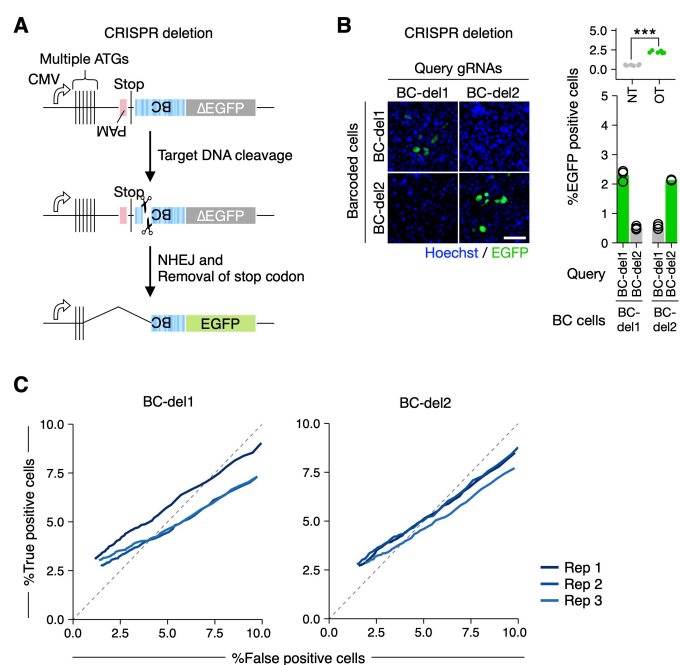 A
CRISPR deletion
Multiple ATGs
CMV
Stop
BC
ΔEGFP
PAM
Target DNA cleavage
Stop
BC
ΔEGFP
NHEJ and
Removal of stop codon
BC
EGFP
B
CRISPR deletion
Query gRNAs
BC-del1 BC-del2
Barcoded cells
BC-del1
BC-del2
Hoechst / EGFP
%EGFP positive cells
5.0
2.5
0.0
***
NT OT
5
4
3
2
1
0
Query
BC-del1 BC-del2 BC-del1 BC-del2
BC cells
BC-
del1
BC-
del2
C
BC-del1
BC-del2
%True positive cells
10.0
7.5
5.0
2.5
0.0
0.0 2.5 5.0 7.5 10.0
10.0
7.5
5.0
2.5
0.0
0.0 2.5 5.0 7.5 10.0
%False positive cells
Rep 1
Rep 2
Rep 3